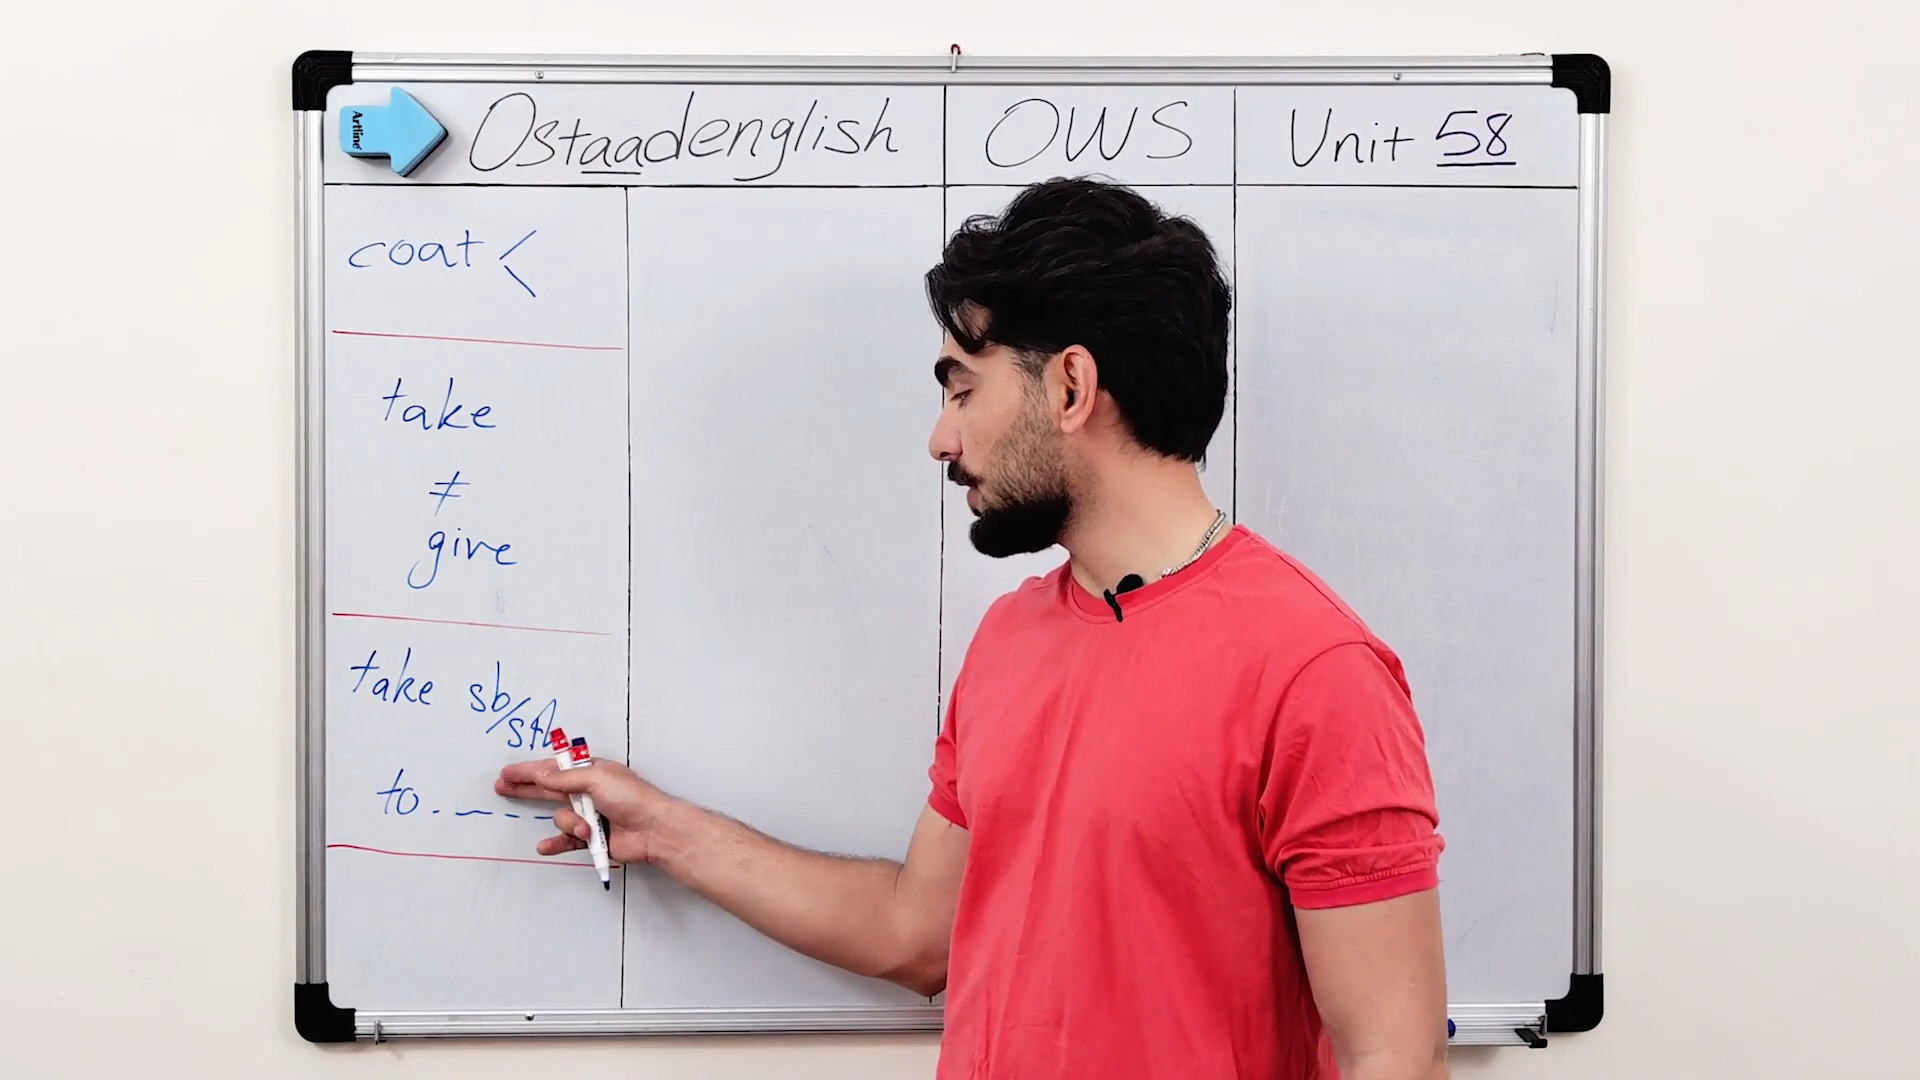 Artline
Ostaadenglish
OWS
Unit 58
coat <
take
≠
give
take sb/sth
to . _ _ _ _